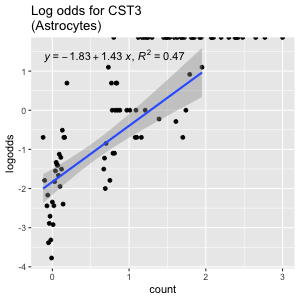 Log odds for CST3
(Astrocytes)
y = −1.83 + 1.43 x, R² = 0.47
logodds
1
0
-1
-2
-3
-4
0
1
2
3
count